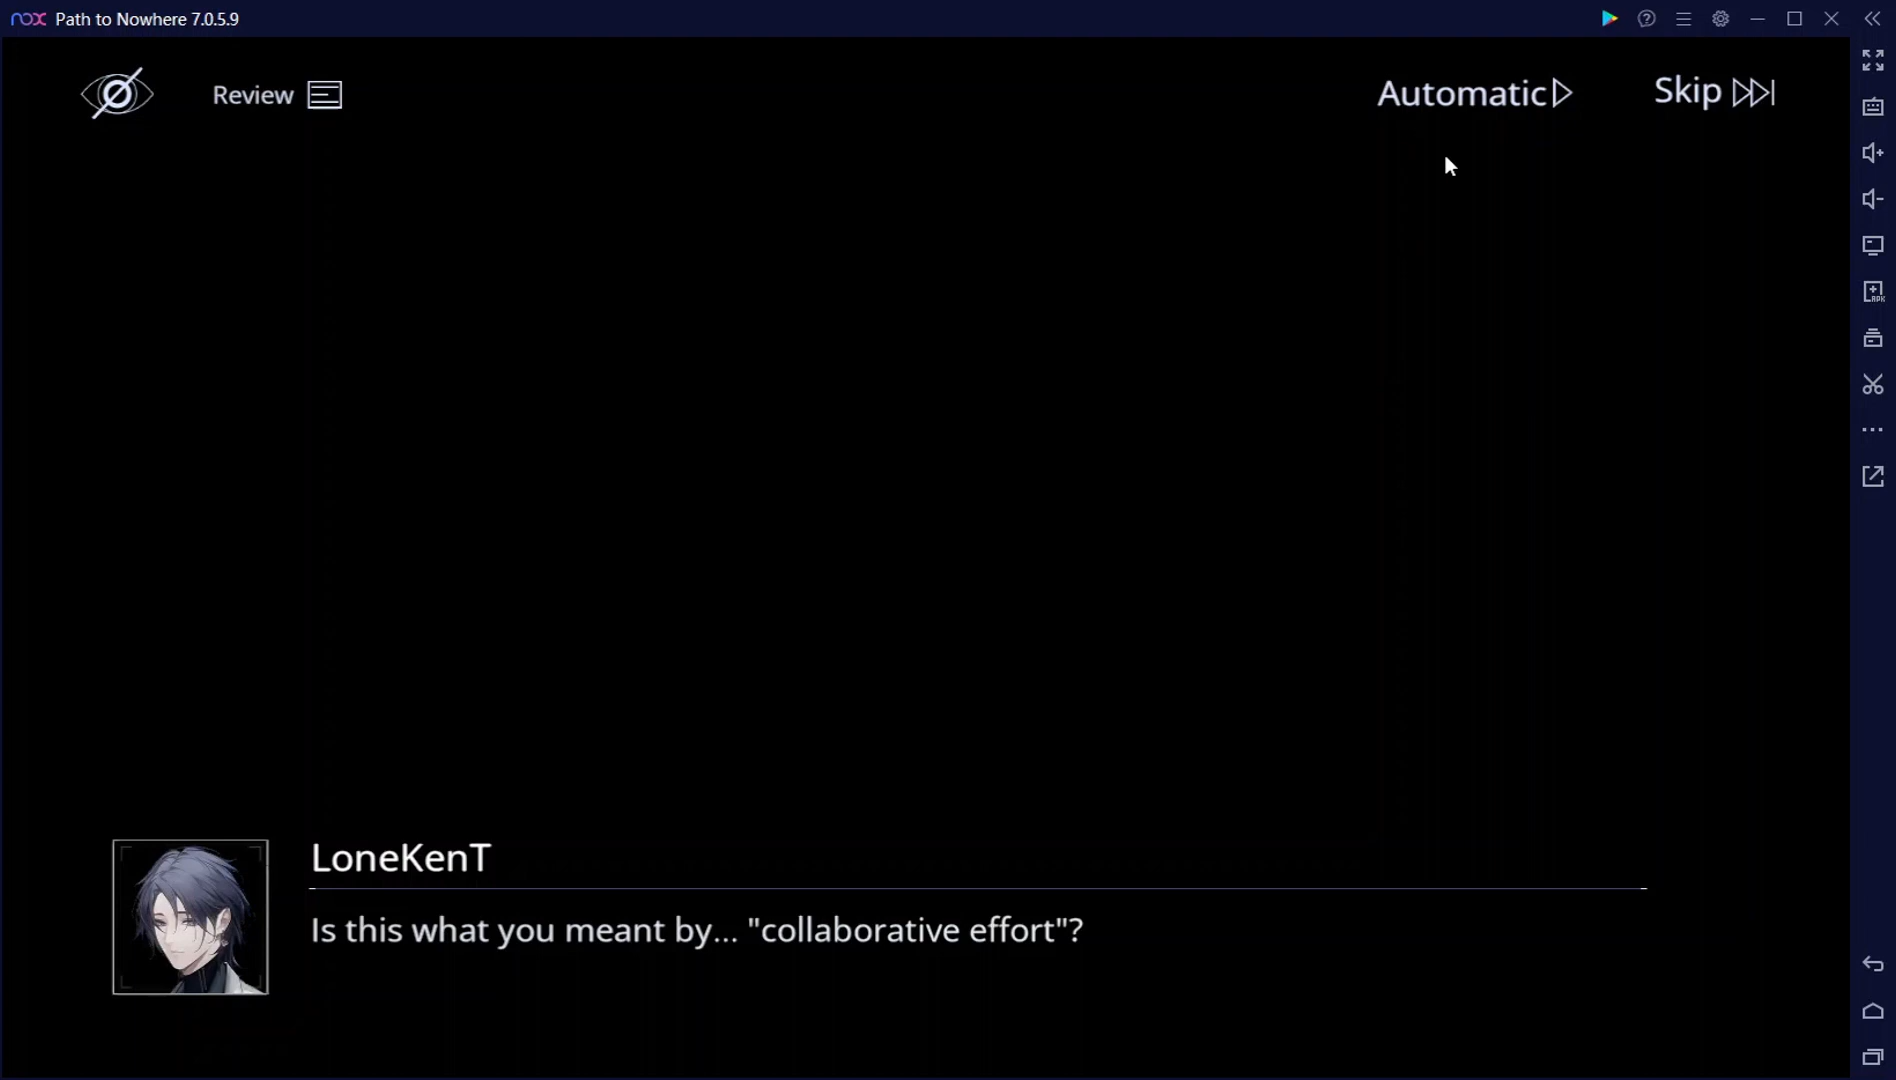 nox Path to Nowhere 7.0.5.9
Review
Automatic
Skip
LoneKenT
Is this what you meant by... "collaborative effort"?